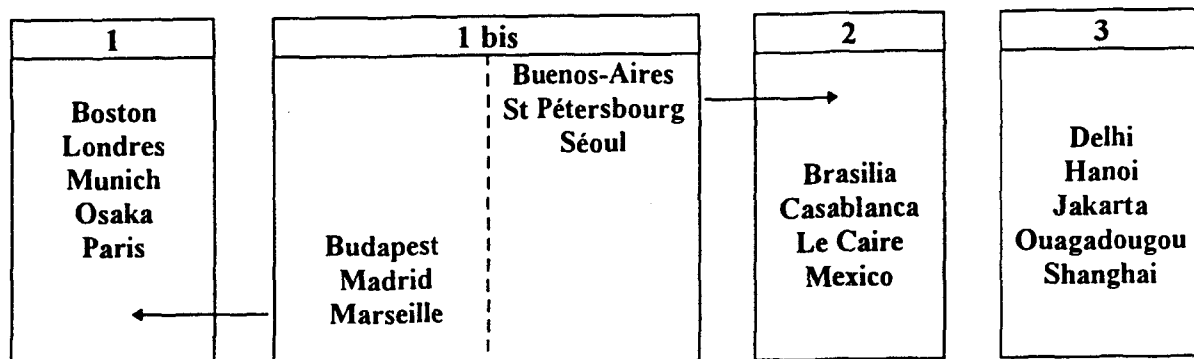 1
Boston
Londres
Munich
Osaka
Paris
1 bis
Budapest
Madrid
Marseille
Buenos-Aires
St Pétersbourg
Séoul
2
Brasilia
Casablanca
Le Caire
Mexico
3
Delhi
Hanoi
Jakarta
Ouagadougou
Shanghai